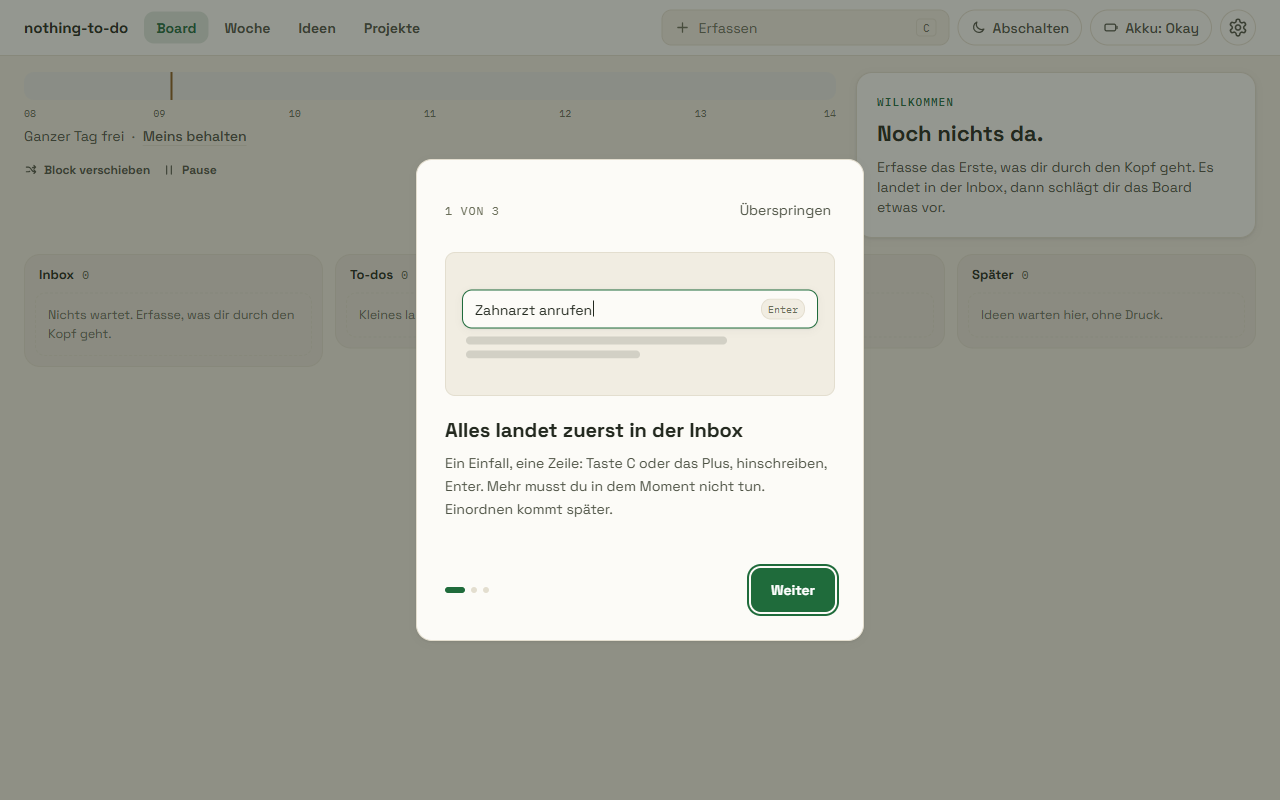 nothing-to-do Board Woche Ideen Projekte Erfassen C Abschalten Akku: Okay
08 09 10 11 12 13 14
Ganzer Tag frei · Meins behalten
Block verschieben Pause
WILLKOMMEN
Noch nichts da.
Erfasse das Erste, was dir durch den Kopf geht. Es
landet in der Inbox, dann schlägt dir das Board
etwas vor.
Inbox 0
Nichts wartet. Erfasse, was dir durch den
Kopf geht.
To-dos 0
Kleines
Später 0
Ideen warten hier, ohne Druck.
1 VON 3 Überspringen
Zahnarzt anrufen Enter
Alles landet zuerst in der Inbox
Ein Einfall, eine Zeile: Taste C oder das Plus, hinschreiben,
Enter. Mehr musst du in dem Moment nicht tun.
Einordnen kommt später.
Weiter